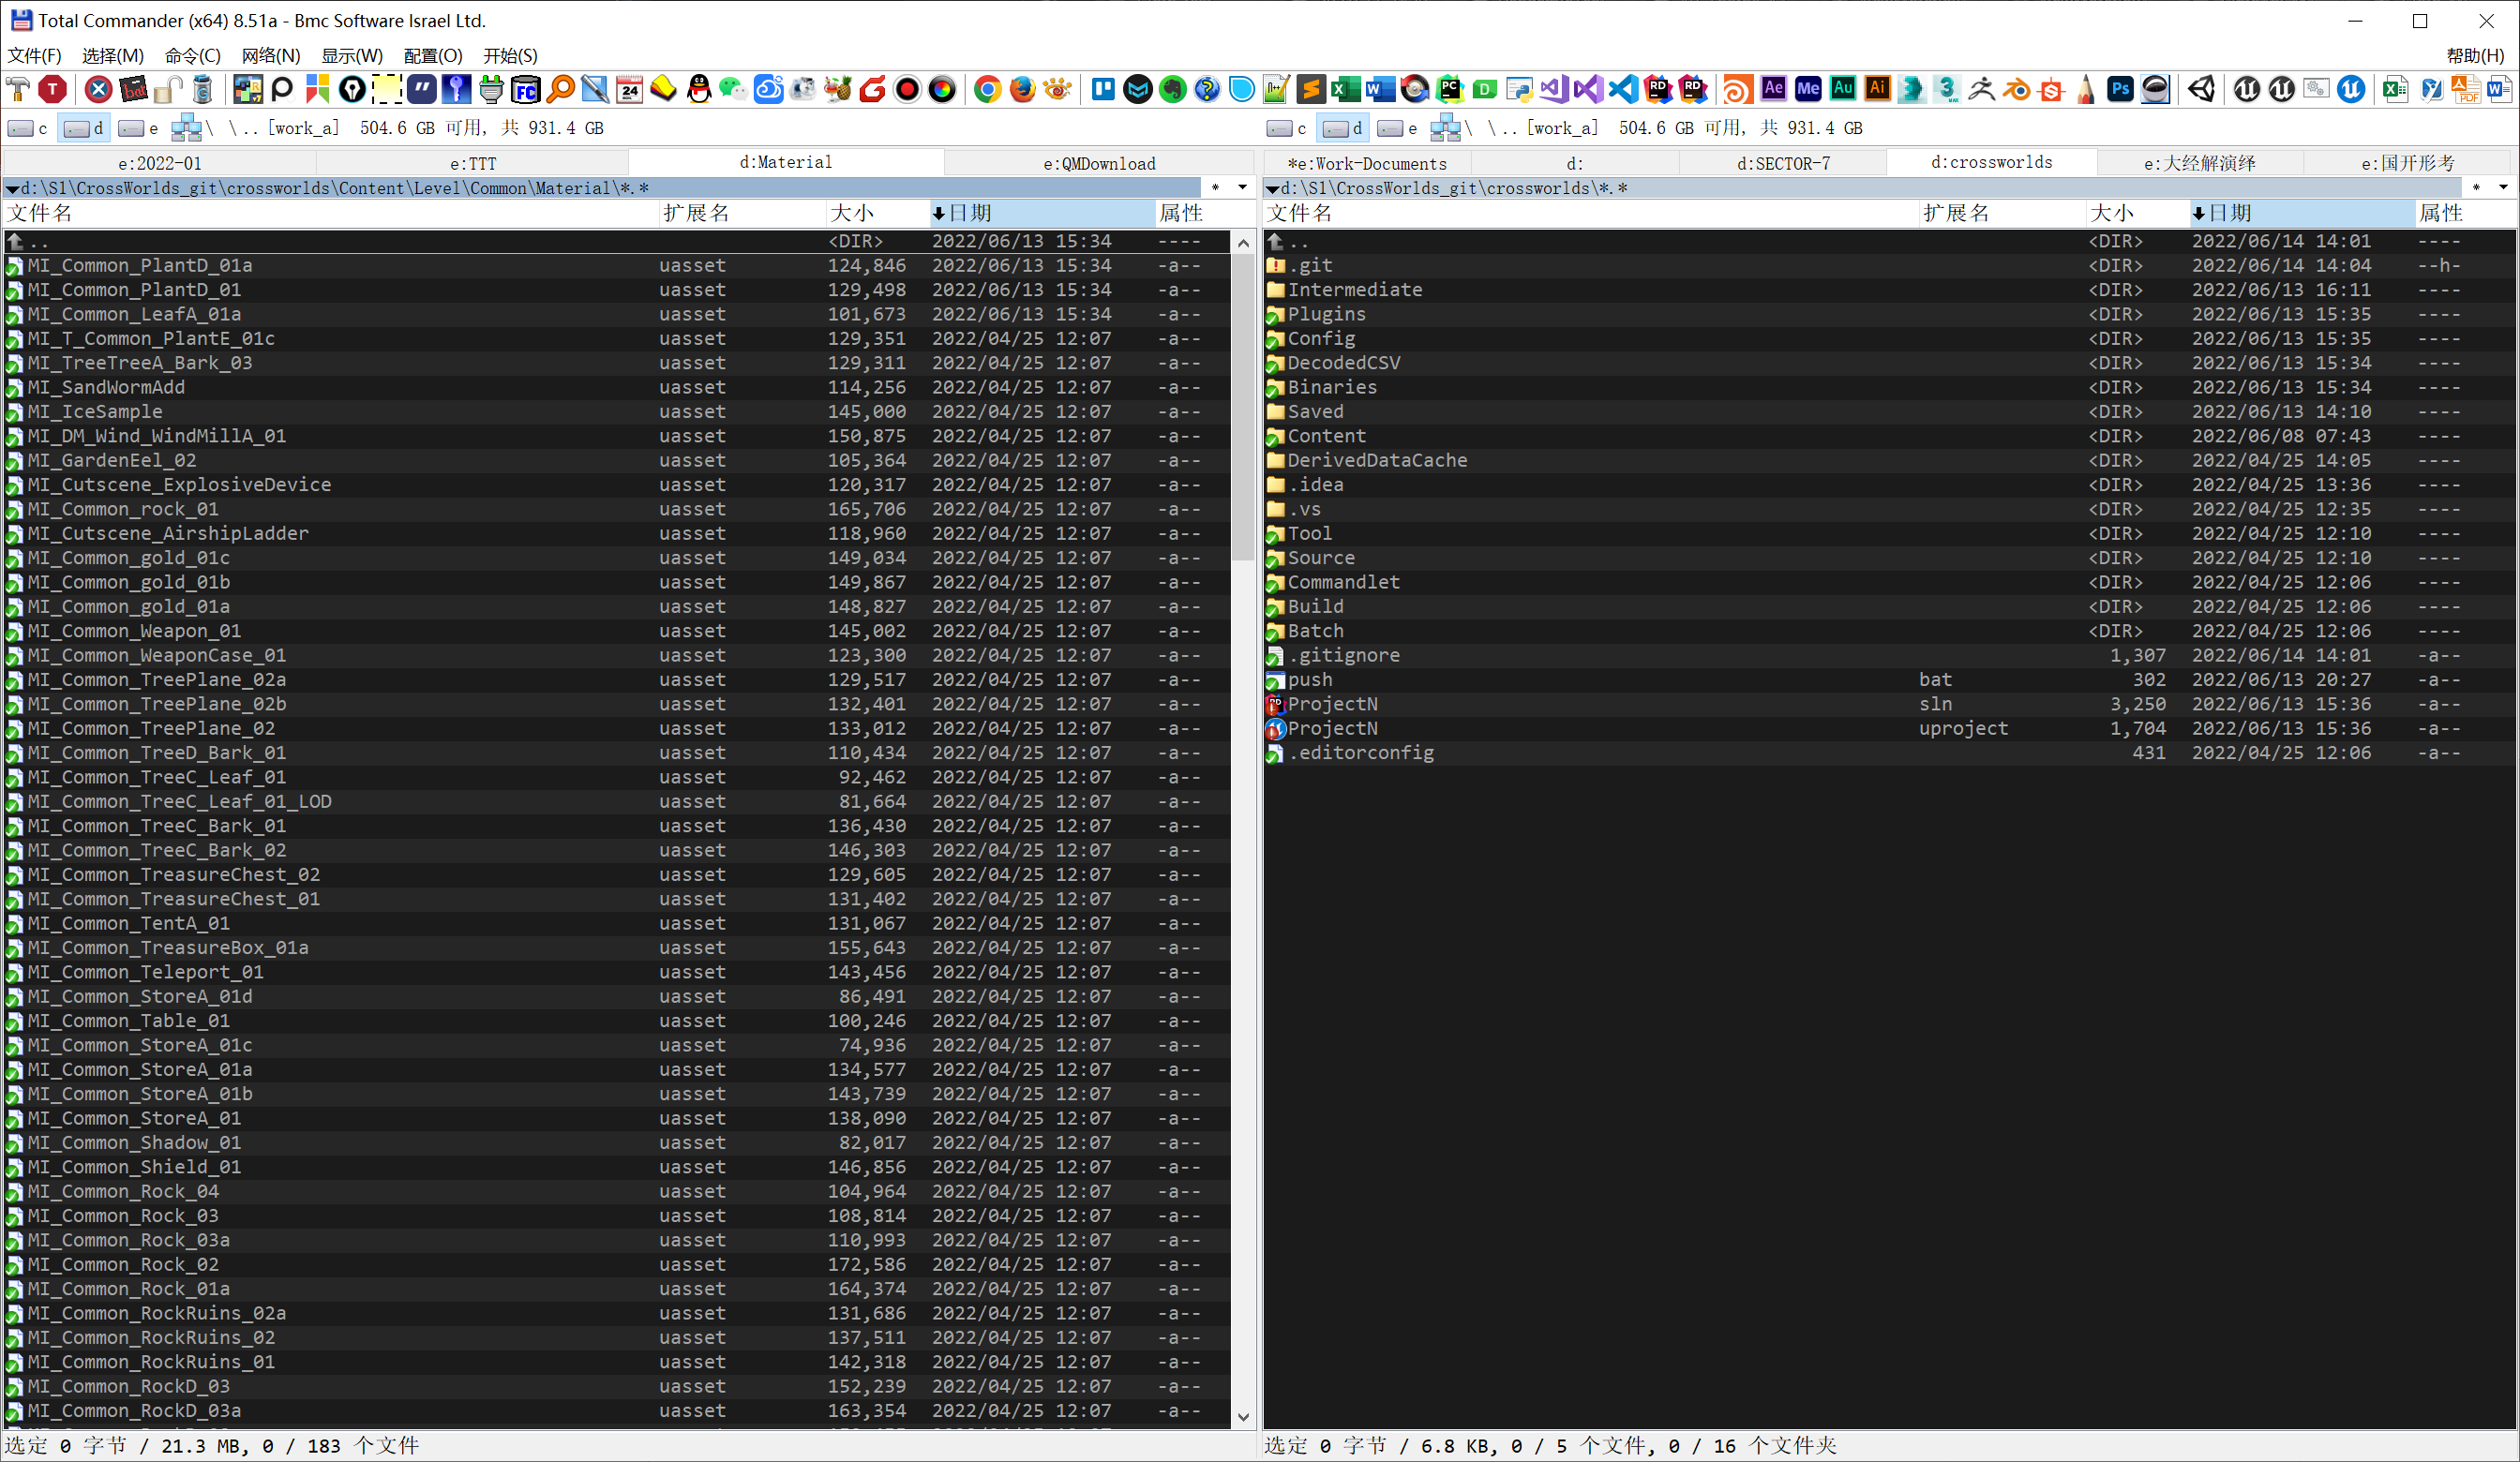 Total Commander (x64) 8.51a - Bmc Software Israel Ltd.
文件(F) 选择(M) 命令(C) 网络(N) 显示(W) 配置(O) 开始(S) 帮助(H)
c d e \ \.. [work_a] 504.6 GB 可用, 共 931.4 GB
e:2022-01 e:TTT d:Material e:QMDownload
d:\S1\CrossWorlds_git\crossworlds\Content\Level\Common\Material\*.* * 
文件名 扩展名 大小 日期 属性
.. <DIR> 2022/06/13 15:34 ----
MI_Common_PlantD_01a uasset 124,846 2022/06/13 15:34 -a--
MI_Common_PlantD_01 uasset 129,498 2022/06/13 15:34 -a--
MI_Common_LeafA_01a uasset 101,673 2022/06/13 15:34 -a--
MI_T_Common_PlantE_01c uasset 129,351 2022/04/25 12:07 -a--
MI_TreeTreeA_Bark_03 uasset 129,311 2022/04/25 12:07 -a--
MI_SandWormAdd uasset 114,256 2022/04/25 12:07 -a--
MI_IceSample uasset 145,000 2022/04/25 12:07 -a--
MI_DM_Wind_WindMillA_01 uasset 150,875 2022/04/25 12:07 -a--
MI_GardenEel_02 uasset 105,364 2022/04/25 12:07 -a--
MI_Cutscene_ExplosiveDevice uasset 120,317 2022/04/25 12:07 -a--
MI_Common_rock_01 uasset 165,706 2022/04/25 12:07 -a--
MI_Cutscene_AirshipLadder uasset 118,960 2022/04/25 12:07 -a--
MI_Common_gold_01c uasset 149,034 2022/04/25 12:07 -a--
MI_Common_gold_01b uasset 149,867 2022/04/25 12:07 -a--
MI_Common_gold_01a uasset 148,827 2022/04/25 12:07 -a--
MI_Common_Weapon_01 uasset 145,002 2022/04/25 12:07 -a--
MI_Common_WeaponCase_01 uasset 123,300 2022/04/25 12:07 -a--
MI_Common_TreePlane_02a uasset 129,517 2022/04/25 12:07 -a--
MI_Common_TreePlane_02b uasset 132,401 2022/04/25 12:07 -a--
MI_Common_TreePlane_02 uasset 133,012 2022/04/25 12:07 -a--
MI_Common_TreeD_Bark_01 uasset 110,434 2022/04/25 12:07 -a--
MI_Common_TreeC_Leaf_01 uasset 92,462 2022/04/25 12:07 -a--
MI_Common_TreeC_Leaf_01_LOD uasset 81,664 2022/04/25 12:07 -a--
MI_Common_TreeC_Bark_01 uasset 136,430 2022/04/25 12:07 -a--
MI_Common_TreeC_Bark_02 uasset 146,303 2022/04/25 12:07 -a--
MI_Common_TreasureChest_02 uasset 129,605 2022/04/25 12:07 -a--
MI_Common_TreasureChest_01 uasset 131,402 2022/04/25 12:07 -a--
MI_Common_TentA_01 uasset 131,067 2022/04/25 12:07 -a--
MI_Common_TreasureBox_01a uasset 155,643 2022/04/25 12:07 -a--
MI_Common_Teleport_01 uasset 143,456 2022/04/25 12:07 -a--
MI_Common_StoreA_01d uasset 86,491 2022/04/25 12:07 -a--
MI_Common_Table_01 uasset 100,246 2022/04/25 12:07 -a--
MI_Common_StoreA_01c uasset 74,936 2022/04/25 12:07 -a--
MI_Common_StoreA_01a uasset 134,577 2022/04/25 12:07 -a--
MI_Common_StoreA_01b uasset 143,739 2022/04/25 12:07 -a--
MI_Common_StoreA_01 uasset 138,090 2022/04/25 12:07 -a--
MI_Common_Shadow_01 uasset 82,017 2022/04/25 12:07 -a--
MI_Common_Shield_01 uasset 146,856 2022/04/25 12:07 -a--
MI_Common_Rock_04 uasset 104,964 2022/04/25 12:07 -a--
MI_Common_Rock_03 uasset 108,814 2022/04/25 12:07 -a--
MI_Common_Rock_03a uasset 110,993 2022/04/25 12:07 -a--
MI_Common_Rock_02 uasset 172,586 2022/04/25 12:07 -a--
MI_Common_Rock_01a uasset 164,374 2022/04/25 12:07 -a--
MI_Common_RockRuins_02a uasset 131,686 2022/04/25 12:07 -a--
MI_Common_RockRuins_02 uasset 137,511 2022/04/25 12:07 -a--
MI_Common_RockRuins_01 uasset 142,318 2022/04/25 12:07 -a--
MI_Common_RockD_03 uasset 152,239 2022/04/25 12:07 -a--
MI_Common_RockD_03a uasset 163,354 2022/04/25 12:07 -a--
选定 0 字节 / 21.3 MB, 0 / 183 个文件
c d e \ \.. [work_a] 504.6 GB 可用, 共 931.4 GB
*e:Work-Documents d: d:SECTOR-7 d:crossworlds e:大经解演绎 e:国开形考
d:\S1\CrossWorlds_git\crossworlds\*.* *
文件名 扩展名 大小 日期 属性
.. <DIR> 2022/06/14 14:01 ----
.git <DIR> 2022/06/14 14:04 --h-
Intermediate <DIR> 2022/06/13 16:11 ----
Plugins <DIR> 2022/06/13 15:35 ----
Config <DIR> 2022/06/13 15:35 ----
DecodedCSV <DIR> 2022/06/13 15:34 ----
Binaries <DIR> 2022/06/13 15:34 ----
Saved <DIR> 2022/06/13 14:10 ----
Content <DIR> 2022/06/08 07:43 ----
DerivedDataCache <DIR> 2022/04/25 14:05 ----
.idea <DIR> 2022/04/25 13:36 ----
.vs <DIR> 2022/04/25 12:35 ----
Tool <DIR> 2022/04/25 12:10 ----
Source <DIR> 2022/04/25 12:10 ----
Commandlet <DIR> 2022/04/25 12:06 ----
Build <DIR> 2022/04/25 12:06 ----
Batch <DIR> 2022/04/25 12:06 ----
.gitignore 1,307 2022/06/14 14:01 -a--
push bat 302 2022/06/13 20:27 -a--
ProjectN sln 3,250 2022/06/13 15:36 -a--
ProjectN uproject 1,704 2022/06/13 15:36 -a--
.editorconfig 431 2022/04/25 12:06 -a--
选定 0 字节 / 6.8 KB, 0 / 5 个文件, 0 / 16 个文件夹